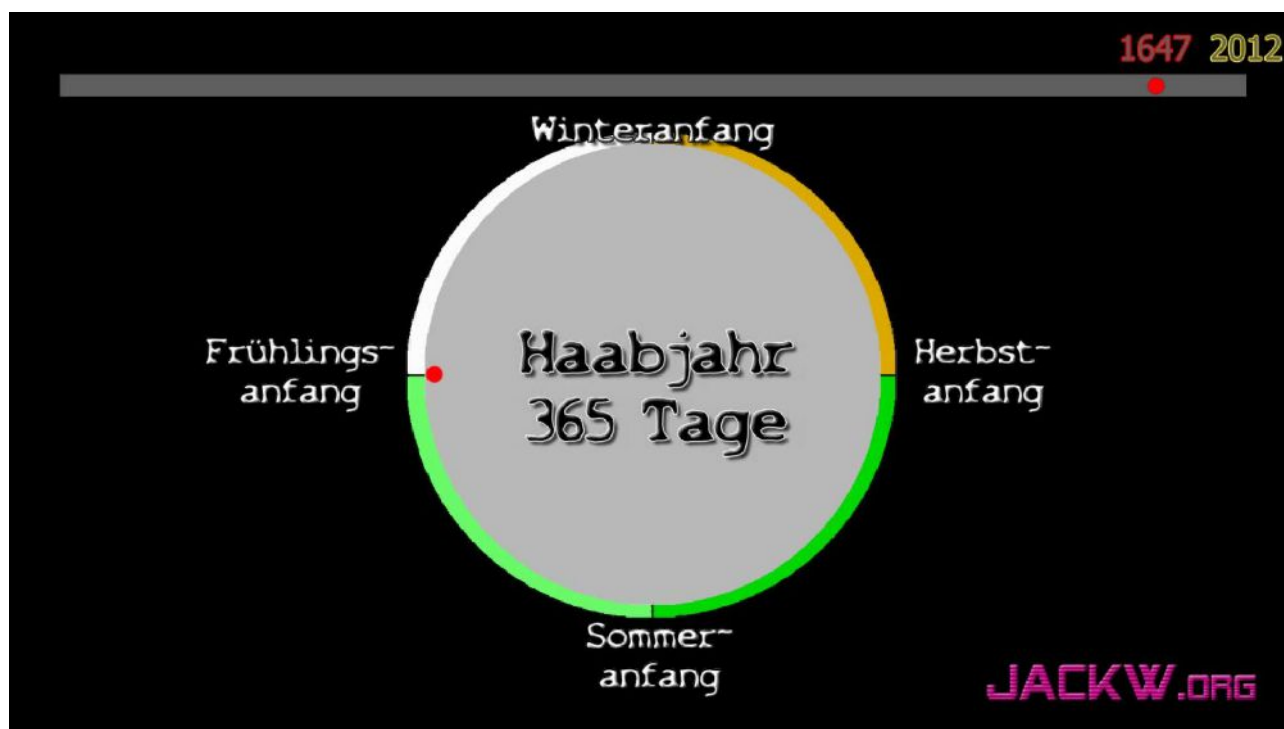 1647 2012
Winteranfang
Frühlings-
anfang
Haabjahr
365 Tage
Herbst-
anfang
Sommer-
anfang
JACKW.ORG